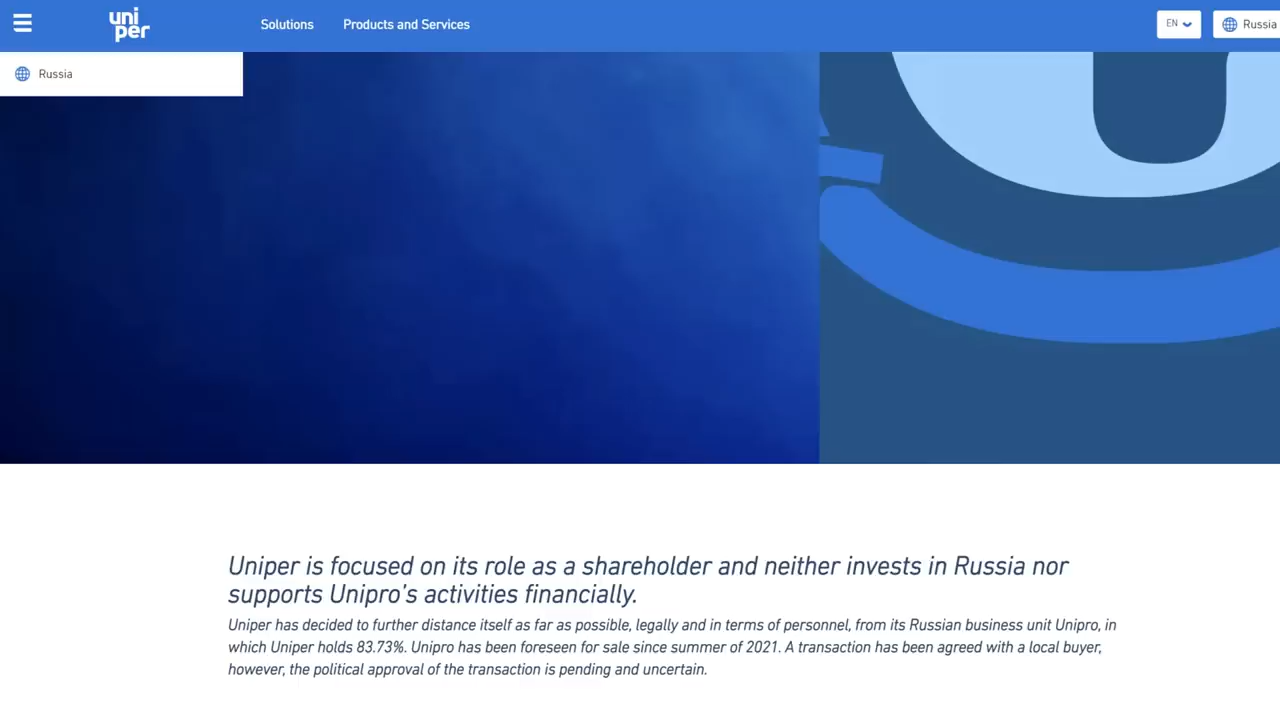 uni
per
Solutions
Products and Services
EN
Russia
Russia
Uniper is focused on its role as a shareholder and neither invests in Russia nor
supports Unipro's activities financially.
Uniper has decided to further distance itself as far as possible, legally and in terms of personnel, from its Russian business unit Unipro, in
which Uniper holds 83.73%. Unipro has been foreseen for sale since summer of 2021. A transaction has been agreed with a local buyer,
however, the political approval of the transaction is pending and uncertain.